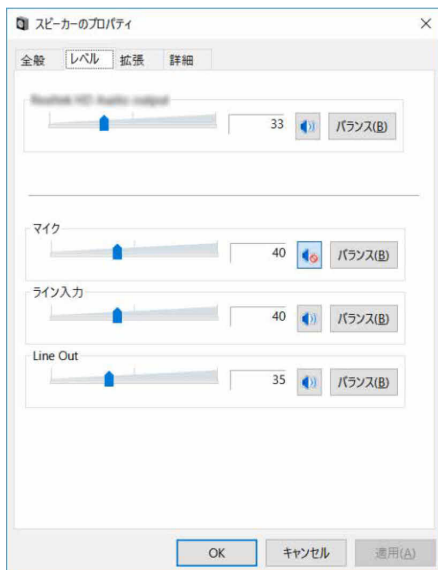 スピーカーのプロパティ
全般 レベル 拡張 詳細
33 バランス(B)
マイク
40 バランス(B)
ライン入力
40 バランス(B)
Line Out
35 バランス(B)
OK キャンセル 適用(A)